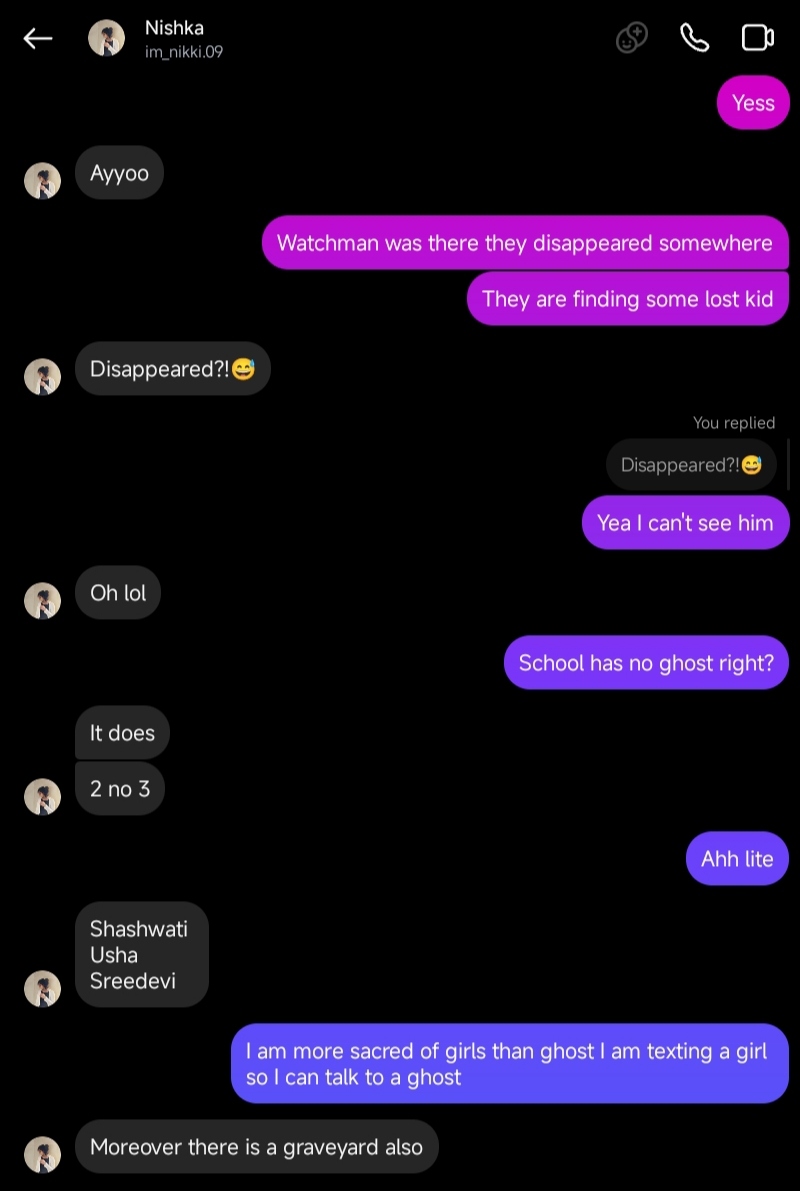 Nishka
im_nikki.09
Yess
Ayyoo
Watchman was there they disappeared somewhere
They are finding some lost kid
Disappeared?!😅
You replied
Disappeared?!😅
Yea I can't see him
Oh lol
School has no ghost right?
It does
2 no 3
Ahh lite
Shashwati
Usha
Sreedevi
I am more sacred of girls than ghost I am texting a girl
so I can talk to a ghost
Moreover there is a graveyard also